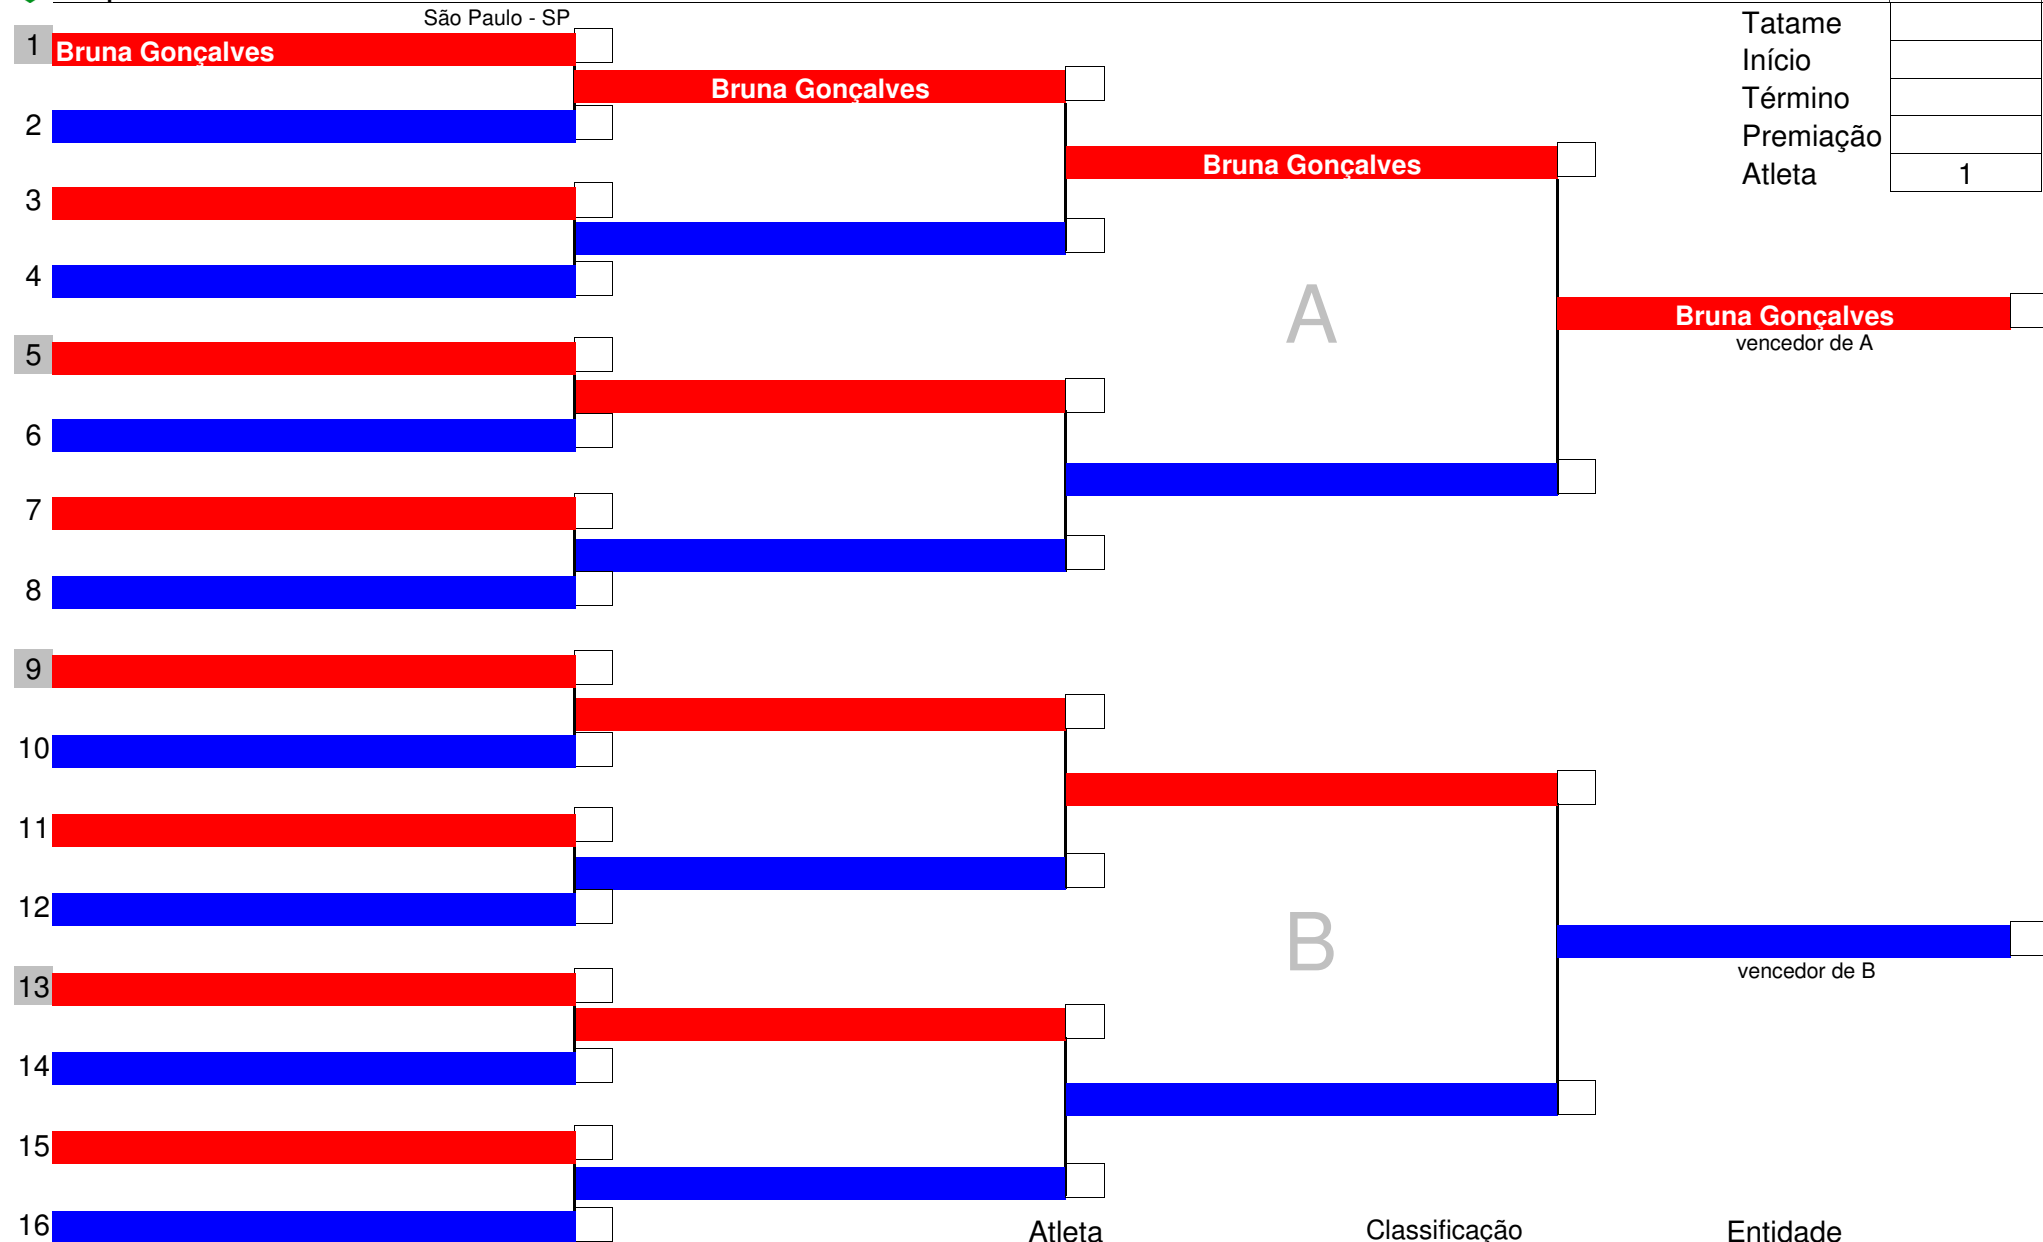 São Paulo - SP
Tatame
1 Bruna Gonçalves
Início
Bruna Gonçalves
Término
2
Premiação
Bruna Gonçalves
Atleta 1
3
4
A
Bruna Gonçalves
vencedor de A
5
6
7
8
9
10
11
12
B
vencedor de B
13
14
15
16
Atleta Classificação Entidade